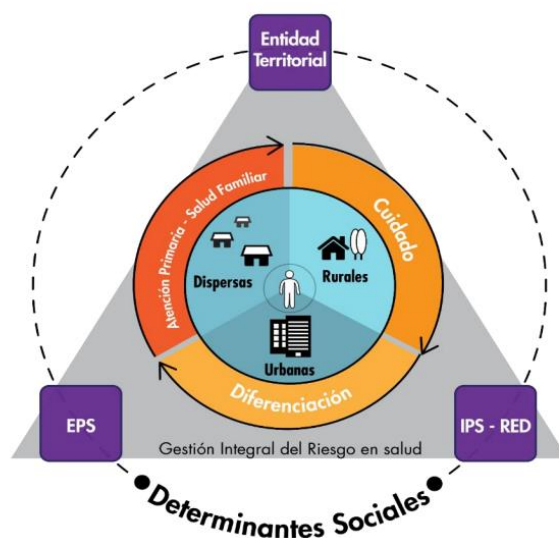 Entidad
Territorial
Atención Primaria - Salud Familiar
Cuidado
Dispersas
Rurales
Urbanas
Diferenciación
EPS
IPS - RED
Gestión Integral del Riesgo en salud
Determinantes Sociales